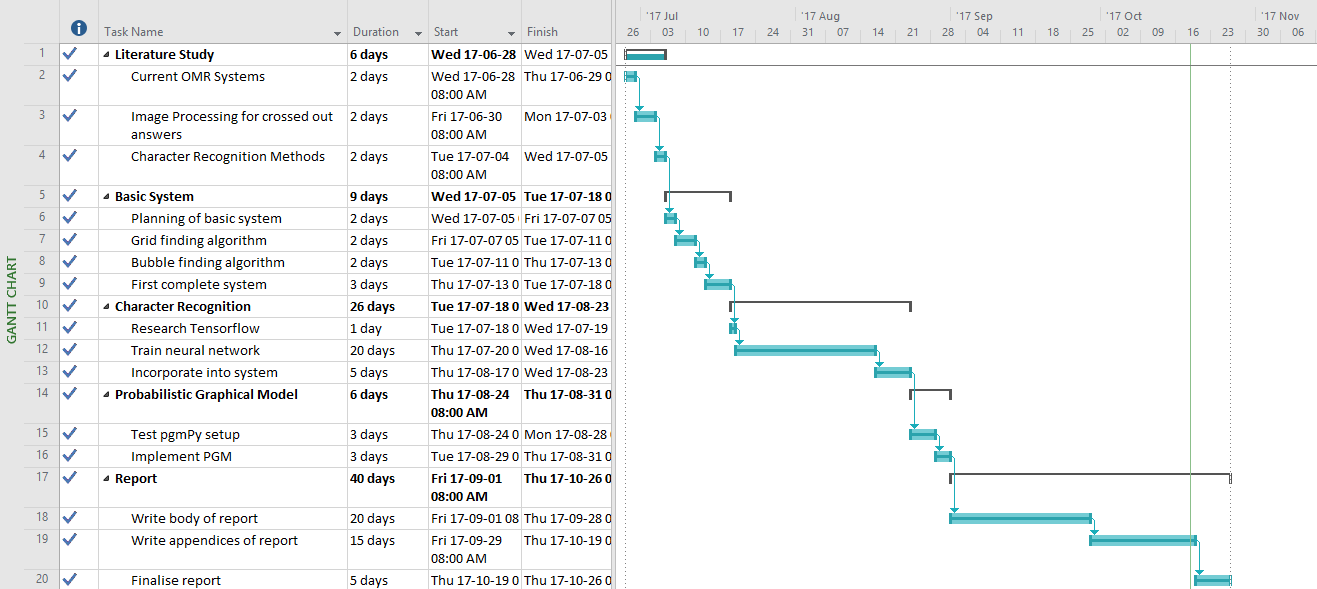 '17 Jul '17 Aug '17 Sep '17 Oct '17 Nov
Task Name Duration Start Finish 26 03 10 17 24 31 07 14 21 28 04 11 18 25 02 09 16 23 30 06
GANTT CHART
1 Literature Study 6 days Wed 17-06-28 Wed 17-07-05
2 Current OMR Systems 2 days Wed 17-06-28 Thu 17-06-29 0
08:00 AM
3 Image Processing for crossed out 2 days Fri 17-06-30 Mon 17-07-03
answers 08:00 AM
4 Character Recognition Methods 2 days Tue 17-07-04 Wed 17-07-05
08:00 AM
5 Basic System 9 days Wed 17-07-05 Tue 17-07-18 0
6 Planning of basic system 2 days Wed 17-07-05 Fri 17-07-07 05
7 Grid finding algorithm 2 days Fri 17-07-07 05 Tue 17-07-11 0
8 Bubble finding algorithm 2 days Tue 17-07-11 0 Thu 17-07-13 0
9 First complete system 3 days Thu 17-07-13 0 Tue 17-07-18 0
10 Character Recognition 26 days Tue 17-07-18 0 Wed 17-08-23
11 Research Tensorflow 1 day Tue 17-07-18 0 Wed 17-07-19
12 Train neural network 20 days Thu 17-07-20 0 Wed 17-08-16
13 Incorporate into system 5 days Thu 17-08-17 0 Wed 17-08-23
14 Probabilistic Graphical Model 6 days Thu 17-08-24 Thu 17-08-31 0
08:00 AM
15 Test pgmPy setup 3 days Thu 17-08-24 0 Mon 17-08-28
16 Implement PGM 3 days Tue 17-08-29 0 Thu 17-08-31 0
17 Report 40 days Fri 17-09-01 Thu 17-10-26 0
08:00 AM
18 Write body of report 20 days Fri 17-09-01 08 Thu 17-09-28 0
19 Write appendices of report 15 days Fri 17-09-29 Thu 17-10-19 0
08:00 AM
20 Finalise report 5 days Thu 17-10-19 0 Thu 17-10-26 0